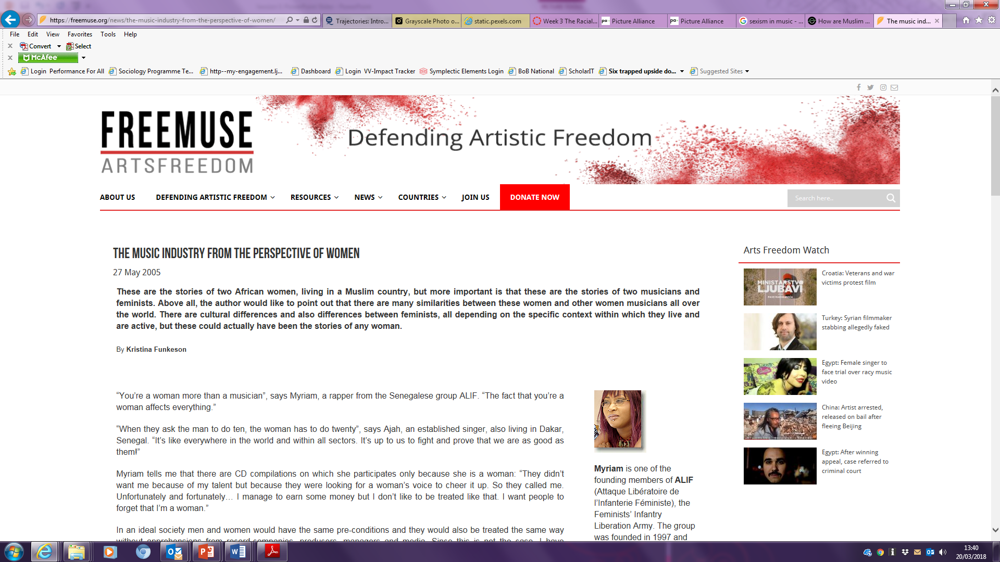 https://freemuse.org/news/the-music-industry-from-the-perspective-of-women/
Trajectories: Intro...
Grayscale Photo o...
static.pexels.com
Week 3 The Racial...
Picture Alliance
Picture Alliance
sexism in music - ...
How are Muslim ...
The music ind...
File Edit View Favorites Tools Help
Convert Select
McAfee
Login Performance For All
Sociology Programme Te...
http--my-engagement.lj...
Dashboard
Login VV-Impact Tracker
Symplectic Elements Login
BoB National
ScholarIT
Six trapped upside do...
Suggested Sites
FREEMUSE
ARTSFREEDOM
Defending Artistic Freedom
ABOUT US DEFENDING ARTISTIC FREEDOM RESOURCES NEWS COUNTRIES JOIN US DONATE NOW
Search here..
THE MUSIC INDUSTRY FROM THE PERSPECTIVE OF WOMEN
27 May 2005
These are the stories of two African women, living in a Muslim country, but more important is that these are the stories of two musicians and
feminists. Above all, the author would like to point out that there are many similarities between these women and other women musicians all over
the world. There are cultural differences and also differences between feminists, all depending on the specific context within which they live and
are active, but these could actually have been the stories of any woman.
By Kristina Funkeson
“You’re a woman more than a musician”, says Myriam, a rapper from the Senegalese group ALIF. “The fact that you’re a
woman affects everything.”
“When they ask the man to do ten, the woman has to do twenty”, says Ajah, an established singer, also living in Dakar,
Senegal. “It’s like everywhere in the world and within all sectors. It’s up to us to fight and prove that we are as good as
them!”
Myriam tells me that there are CD compilations on which she participates only because she is a woman: “They didn’t
want me because of my talent but because they were looking for a woman’s voice to cheer it up. So they called me.
Unfortunately and fortunately… I manage to earn some money but I don’t like to be treated like that. I want people to
forget that I’m a woman.”
In an ideal society men and women would have the same pre-conditions and they would also be treated the same way
without apprehensions from record companies, producers, managers and media. Since this is not the case, I have
Myriam is one of the
founding members of ALIF
(Attaque Libératoire de
l’Infanterie Féministe), the
Feminists’ Infantry
Liberation Army. The group
was founded in 1997 and
Arts Freedom Watch
MINISTARSTVO
LJUBAVI
Croatia: Veterans and war
victims protest film
Turkey: Syrian filmmaker
stabbing allegedly faked
Egypt: Female singer to
face trial over racy music
video
China: Artist arrested,
released on bail after
fleeing Beijing
Egypt: After winning
appeal, case referred to
criminal court
13:40
20/03/2018